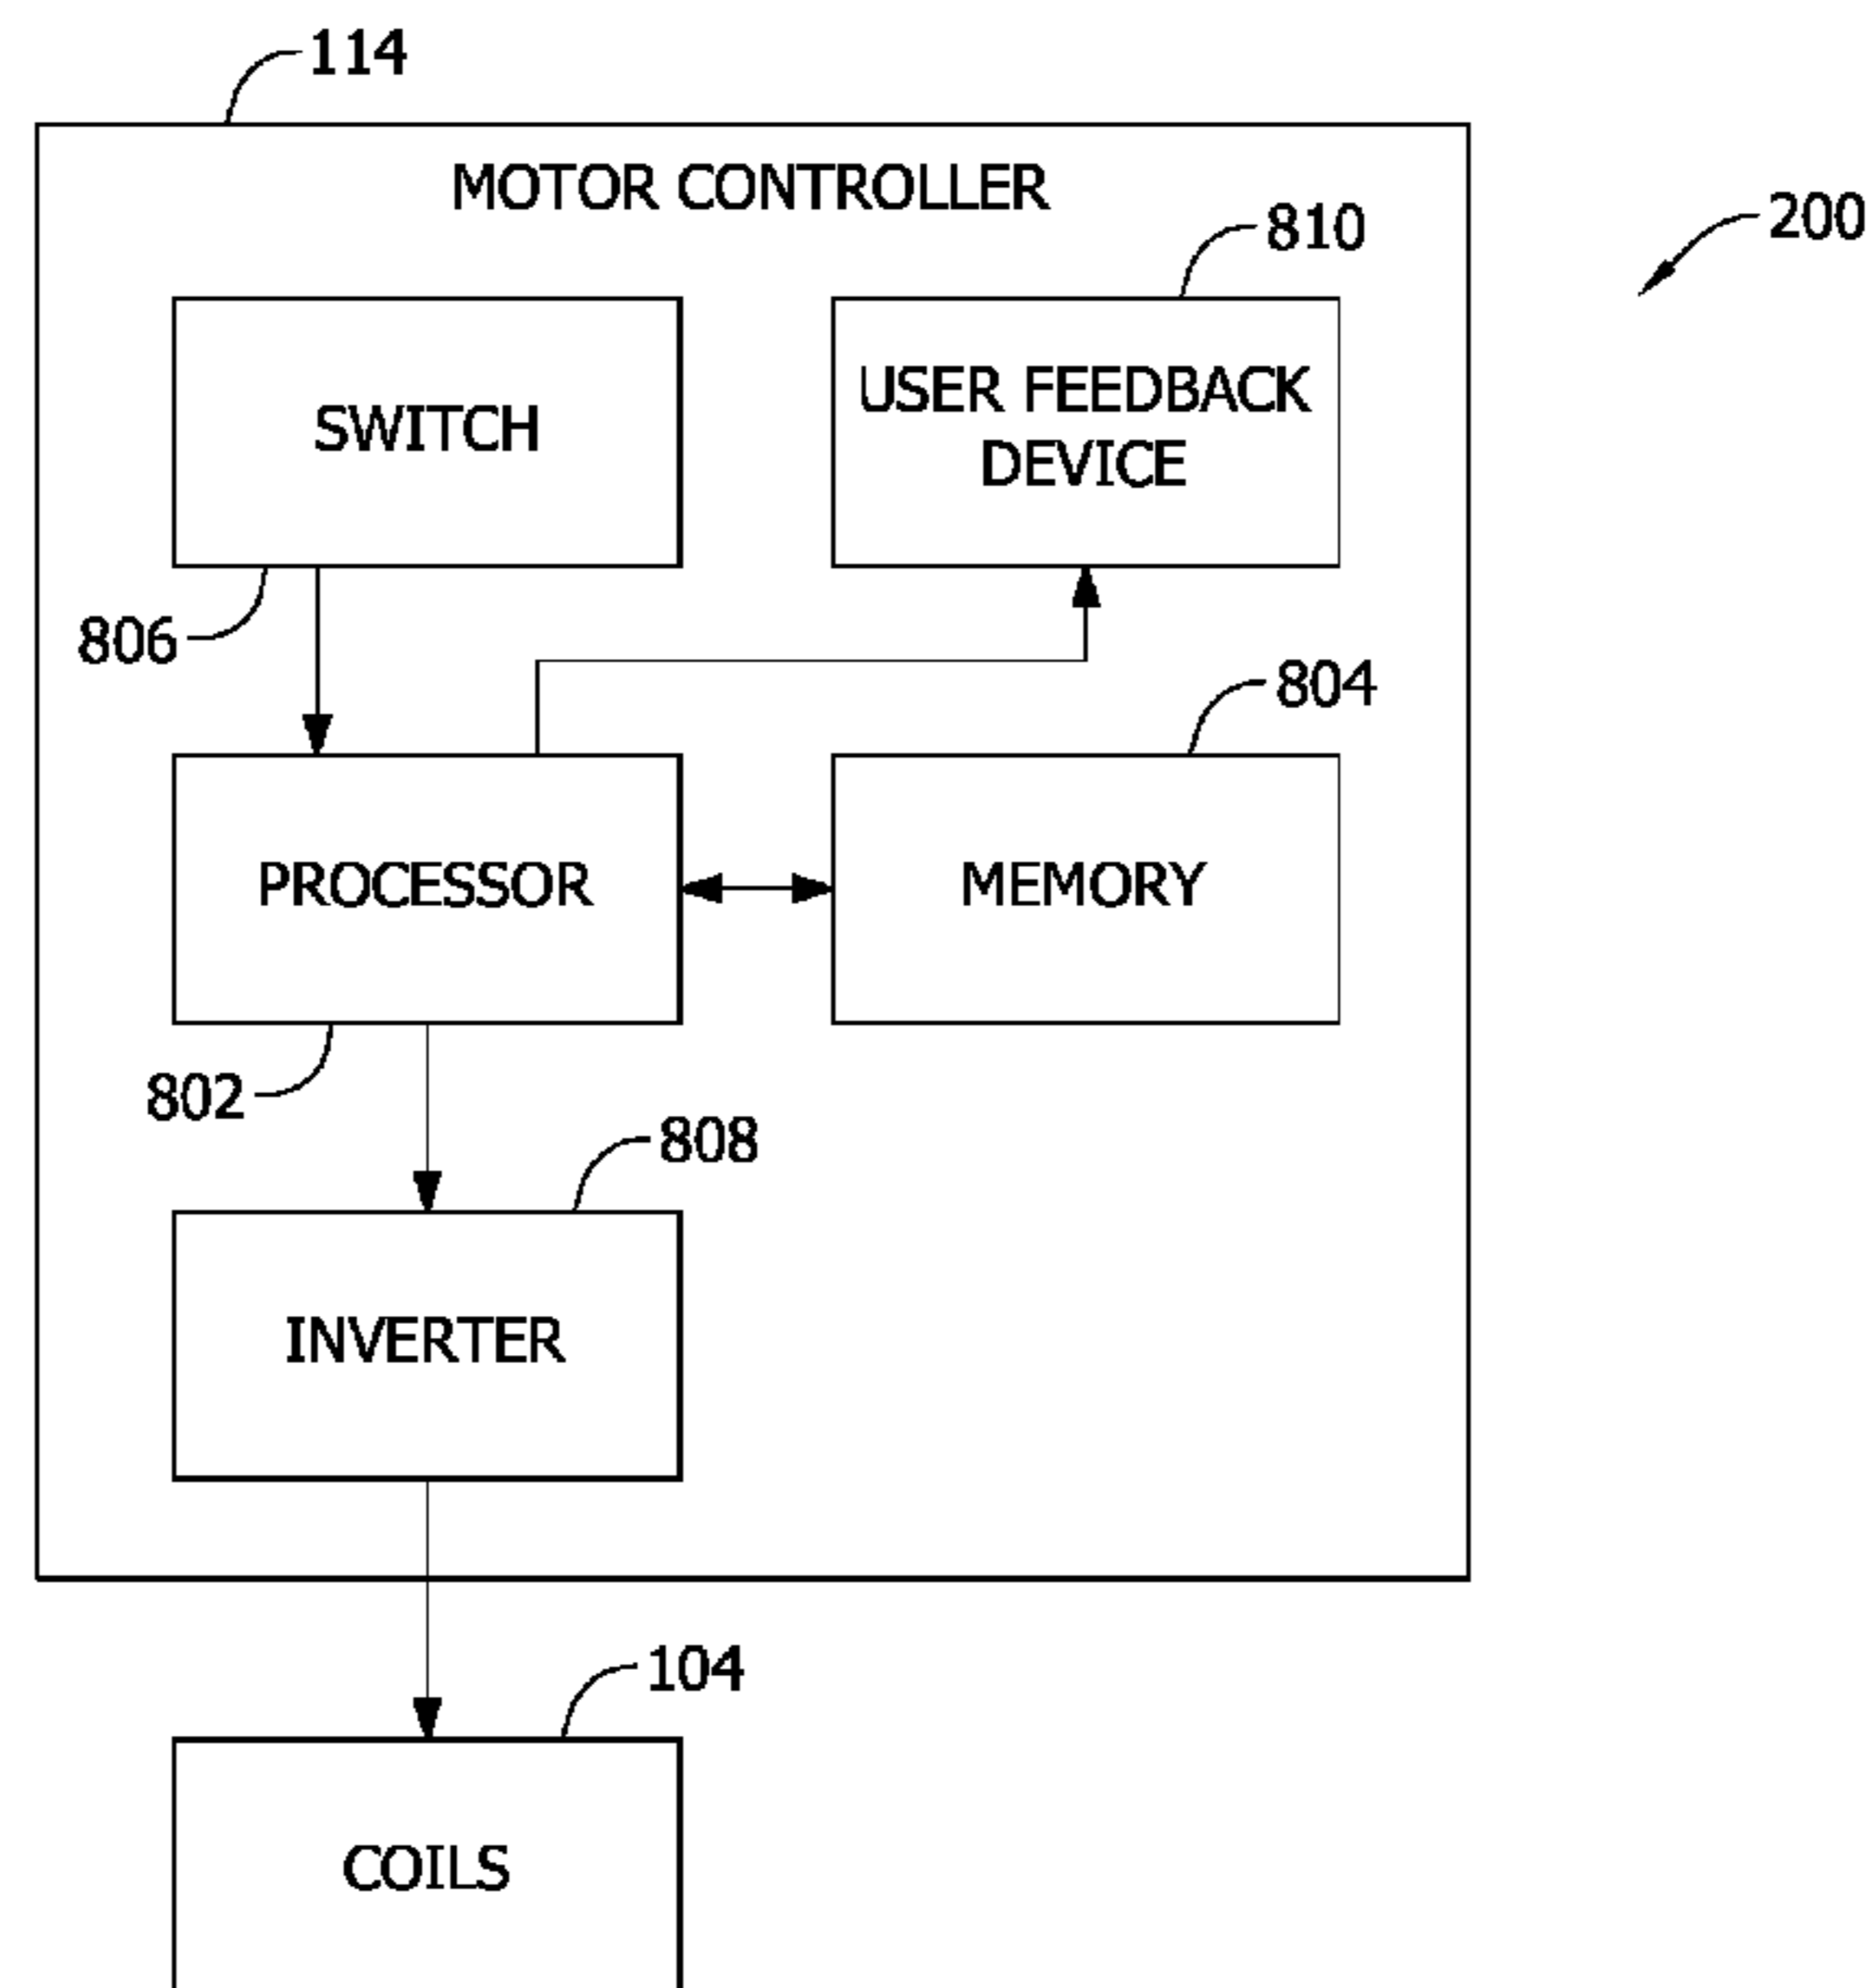 114
MOTOR CONTROLLER
200
810
SWITCH
USER FEEDBACK
DEVICE
806
804
PROCESSOR
MEMORY
802
808
INVERTER
104
COILS